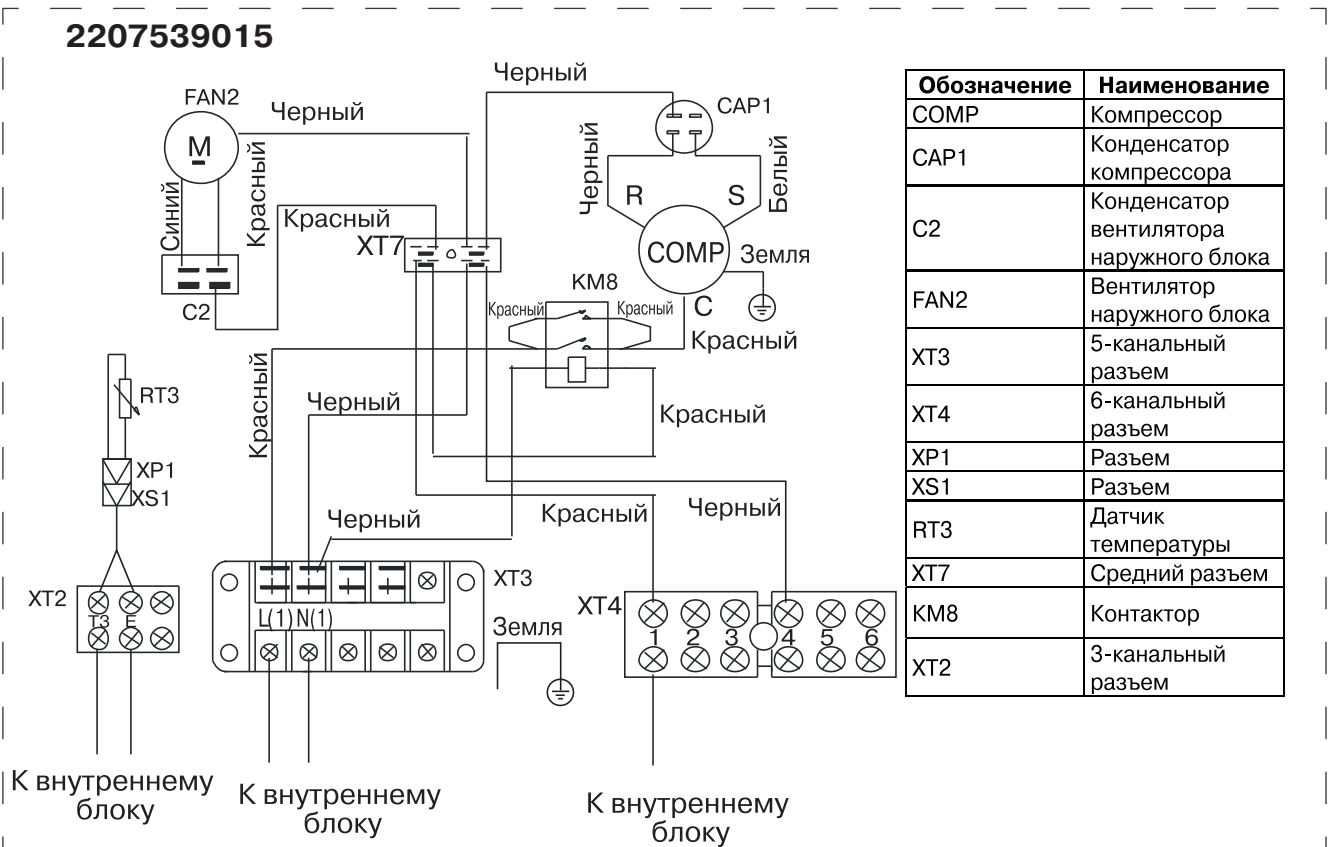 2207539015
Черный
FAN2
Черный
CAP1
M
Красный
Синий
Черный
Белый
R
S
Красный
XT7
COMP
Земля
C2
KM8
Красный
Красный
C
Красный
RT3
Красный
Черный
Красный
XP1
XS1
Черный
Красный
Черный
XT2
T3 E
XT3
L(1) N(1)
Земля
XT4
1 2 3 4 5 6
К внутреннему
блоку
К внутреннему
блоку
К внутреннему
блоку
Обозначение Наименование
COMP Компрессор
CAP1 Конденсатор
компрессора
C2 Конденсатор
вентилятора
наружного блока
FAN2 Вентилятор
наружного блока
XT3 5-канальный
разъем
XT4 6-канальный
разъем
XP1 Разъем
XS1 Разъем
RT3 Датчик
температуры
XT7 Средний разъем
KM8 Контактор
XT2 3-канальный
разъем